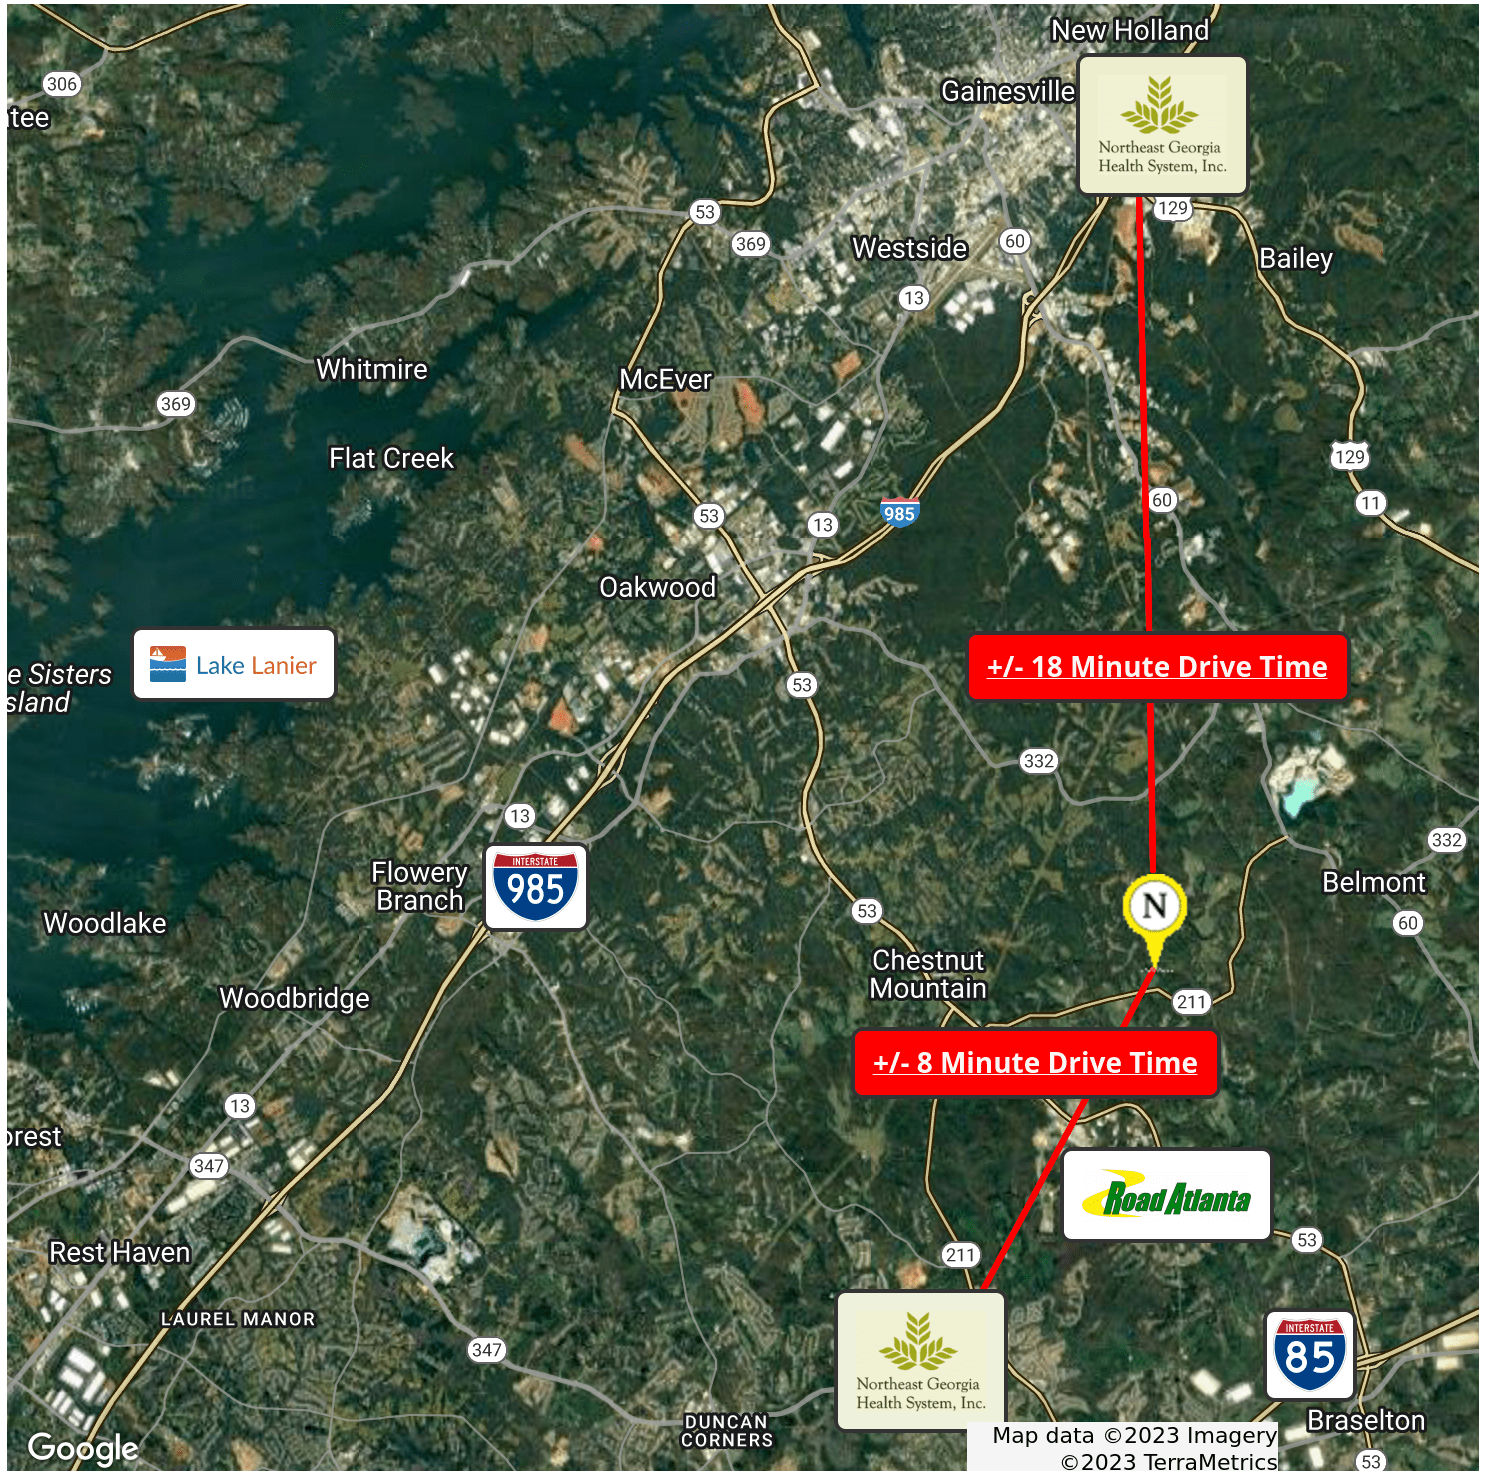 New Holland
306
Gainesville
Northeast Georgia
Health System, Inc.
tee
53
129
369
60
Westside
Bailey
13
Whitmire
McEver
369
Flat Creek
129
60
11
53
985
13
Oakwood
+/- 18 Minute Drive Time
Lake Lanier
e Sisters
sland
53
332
13
332
INTERSTATE
985
Flowery
Branch
Belmont
N
53
Woodlake
60
Chestnut
Mountain
Woodbridge
211
+/- 8 Minute Drive Time
13
orest
347
Road Atlanta
53
Rest Haven
211
LAUREL MANOR
INTERSTATE
85
347
Northeast Georgia
Health System, Inc.
DUNCAN
CORNERS
Braselton
Google
Map data ©2023 Imagery
©2023 TerraMetrics
53